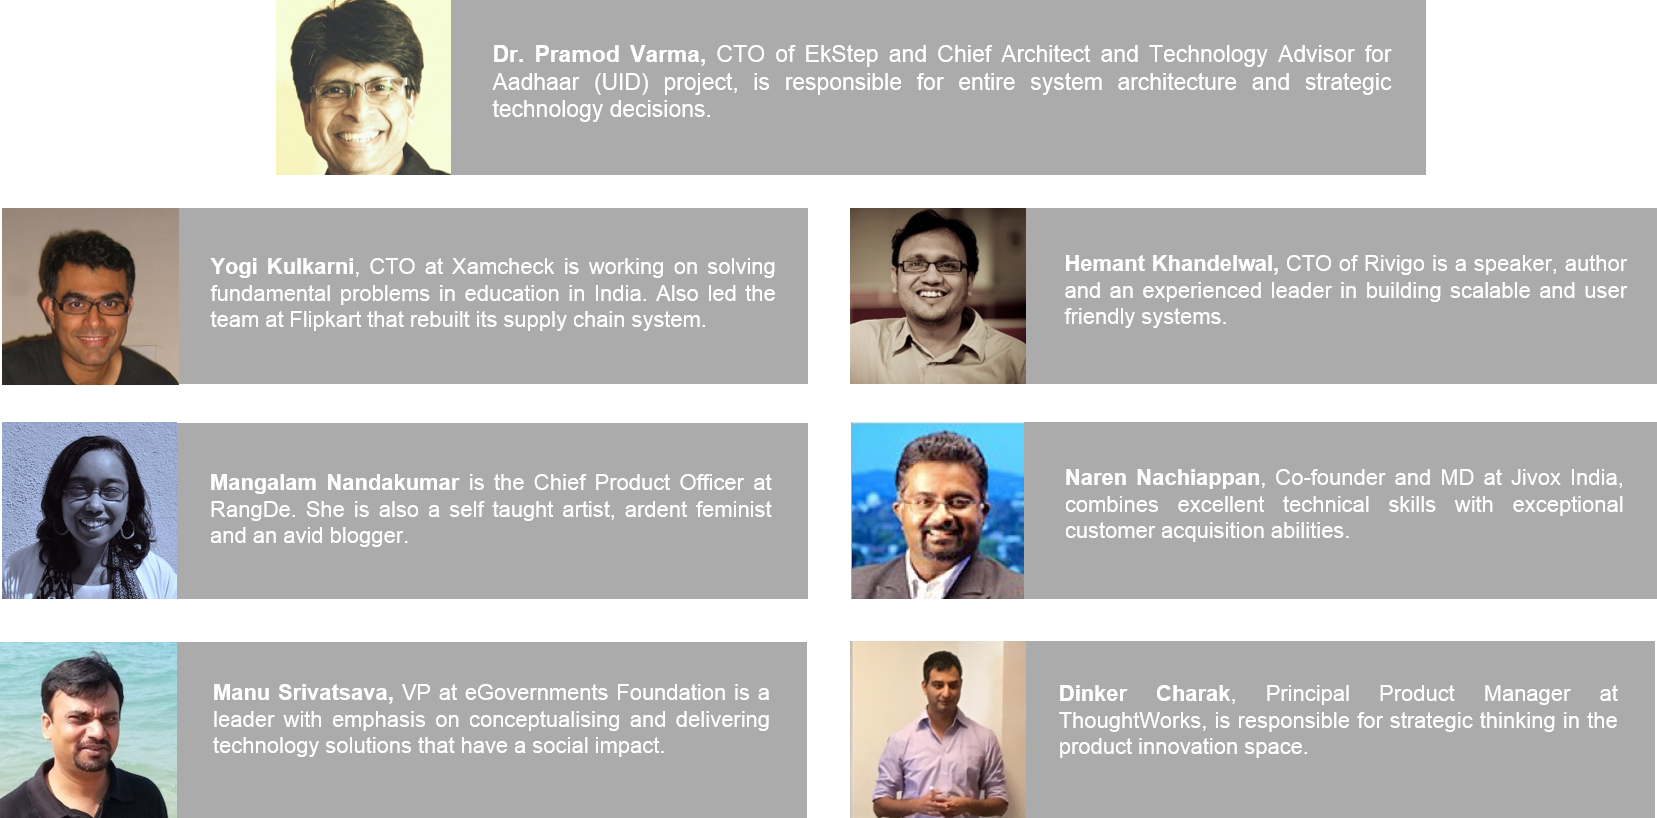 Dr. Pramod Varma, CTO of EkStep and Chief Architect and Technology Advisor for
Aadhaar (UID) project, is responsible for entire system architecture and strategic
technology decisions.
Yogi Kulkarni, CTO at Xamcheck is working on solving
fundamental problems in education in India. Also led the
team at Flipkart that rebuilt its supply chain system.
Hemant Khandelwal, CTO of Rivigo is a speaker, author
and an experienced leader in building scalable and user
friendly systems.
Mangalam Nandakumar is the Chief Product Officer at
RangDe. She is also a self taught artist, ardent feminist
and an avid blogger.
Naren Nachiappan, Co-founder and MD at Jivox India,
combines excellent technical skills with exceptional
customer acquisition abilities.
Manu Srivatsava, VP at eGovernments Foundation is a
leader with emphasis on conceptualising and delivering
technology solutions that have a social impact.
Dinker Charak, Principal Product Manager at
ThoughtWorks, is responsible for strategic thinking in the
product innovation space.